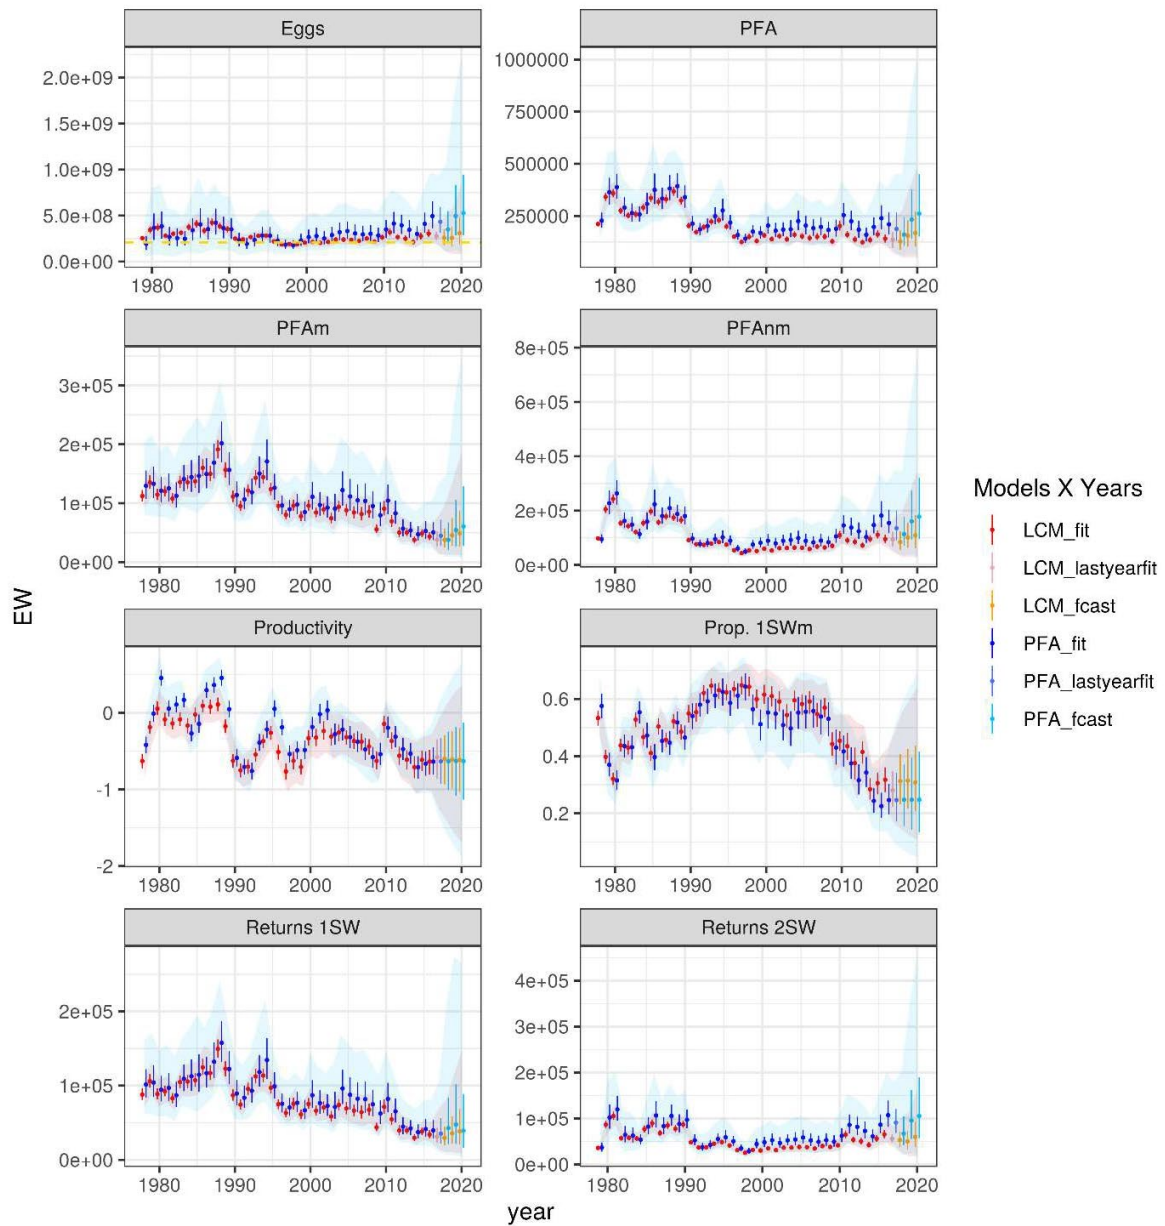 Eggs
PFA
2.0e+09
1.5e+09
1.0e+09
5.0e+08
0.0e+00
1000000
750000
500000
250000
1980 1990 2000 2010 2020
1980 1990 2000 2010 2020
PFAm
PFAnm
3e+05
2e+05
1e+05
0e+00
8e+05
6e+05
4e+05
2e+05
0e+00
1980 1990 2000 2010 2020
1980 1990 2000 2010 2020
Productivity
Prop. 1SWm
0
-1
-2
0.6
0.4
0.2
1980 1990 2000 2010 2020
1980 1990 2000 2010 2020
Returns 1SW
Returns 2SW
2e+05
1e+05
0e+00
4e+05
3e+05
2e+05
1e+05
0e+00
1980 1990 2000 2010 2020
1980 1990 2000 2010 2020
EW
year
Models X Years
LCM_fit
LCM_lastyearfit
LCM_fcast
PFA_fit
PFA_lastyearfit
PFA_fcast